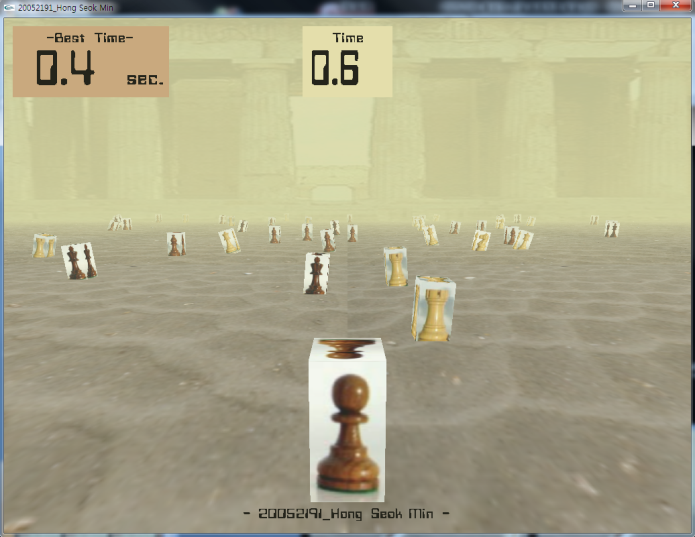 20052191_Hong Seok Min
-Best Time-
0.4 sec.
Time
0.6
- 20052191_Hong Seok Min -